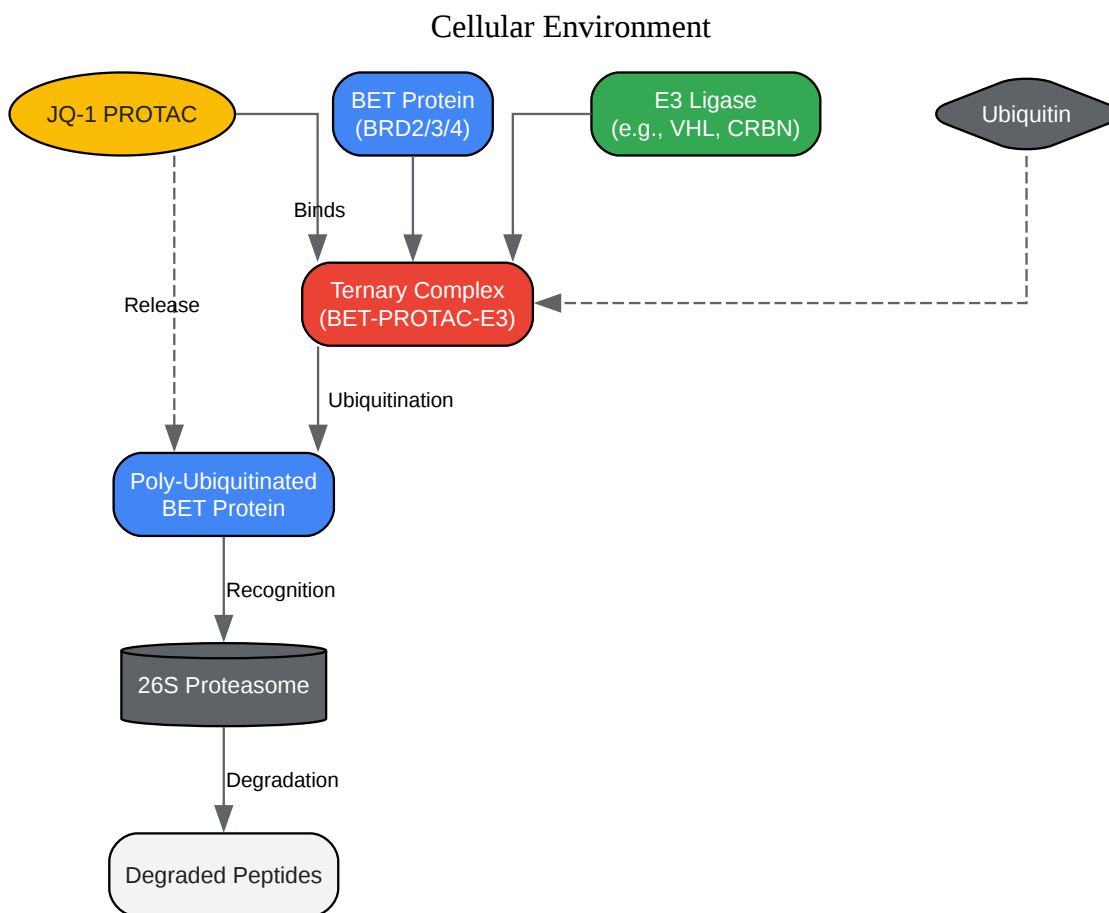 Cellular Environment
JQ-1 PROTAC
BET Protein
(BRD2/3/4)
E3 Ligase
(e.g., VHL, CRBN)
Ubiquitin
Binds
Release
Ternary Complex
(BET-PROTAC-E3)
Ubiquitination
Poly-Ubiquitinated
BET Protein
Recognition
26S Proteasome
Degradation
Degraded Peptides